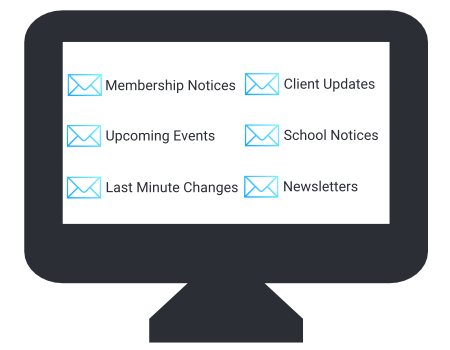 Membership Notices
Client Updates
Upcoming Events
School Notices
Last Minute Changes
Newsletters